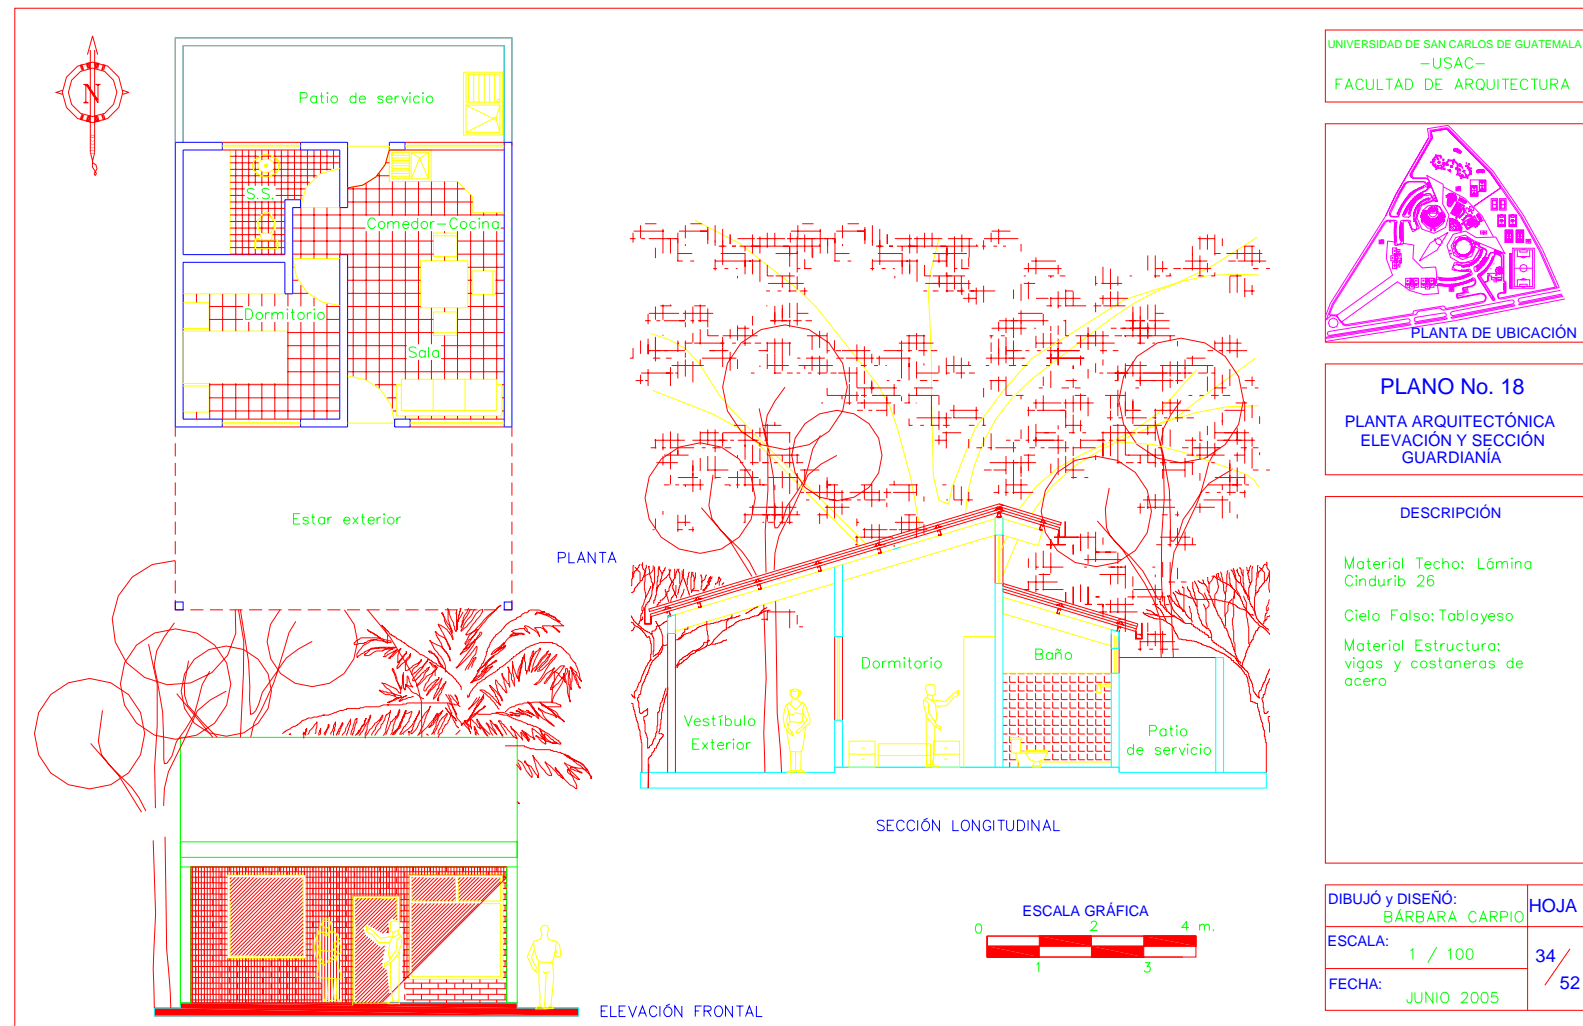 N
Patio de servicio
S.S.
Comedor-Cocina
Dormitorio
Sala
Estar exterior
PLANTA
Dormitorio
Baño
Vestíbulo
Exterior
Patio
de servicio
SECCIÓN LONGITUDINAL
ELEVACIÓN FRONTAL
ESCALA GRÁFICA
0 2 4 m.
1 3
UNIVERSIDAD DE SAN CARLOS DE GUATEMALA
-USAC-
FACULTAD DE ARQUITECTURA
PLANTA DE UBICACIÓN
PLANO No. 18
PLANTA ARQUITECTÓNICA
ELEVACIÓN Y SECCIÓN
GUARDIANÍA
DESCRIPCIÓN
Material Techo: Lámina
Cindurib 26
Cielo Falso: Tablayeso
Material Estructura:
vigas y costaneras de
acero
DIBUJÓ y DISEÑÓ:
BÁRBARA CARPIO
HOJA
ESCALA:
1 / 100
34 / 52
FECHA:
JUNIO 2005